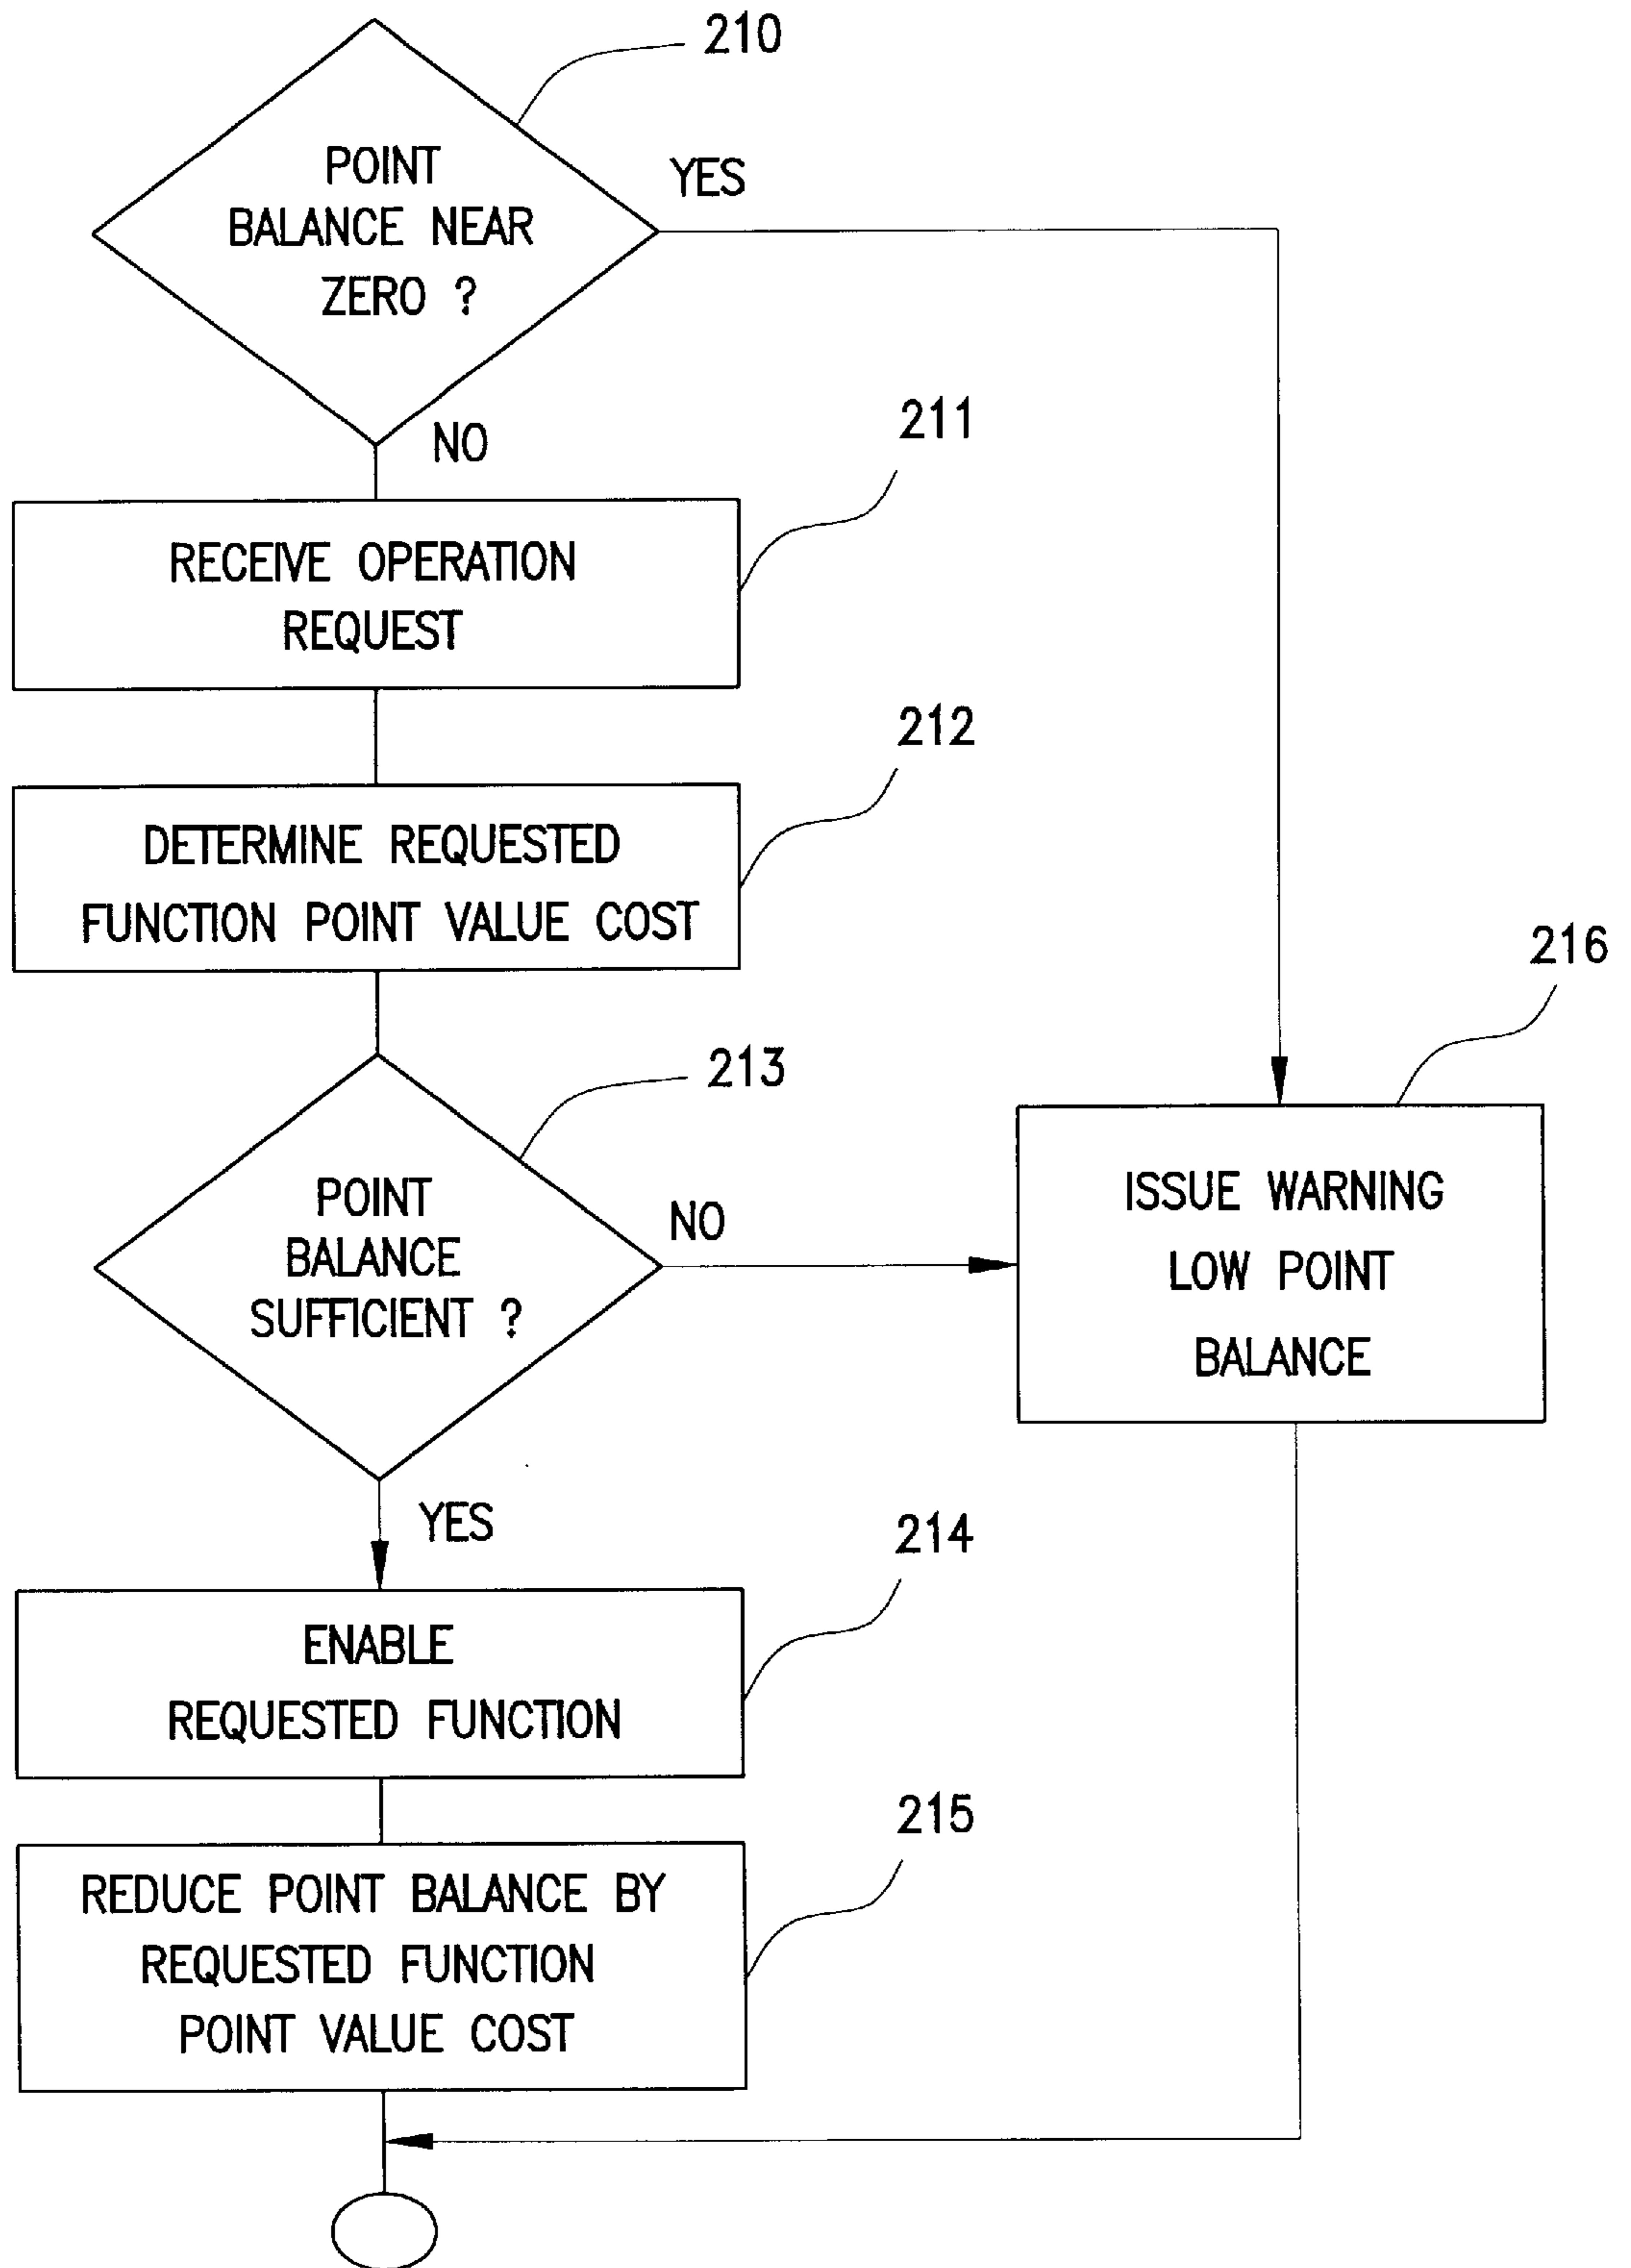 210
POINT
BALANCE NEAR
ZERO ?
YES
NO
211
RECEIVE OPERATION
REQUEST
212
DETERMINE REQUESTED
FUNCTION POINT VALUE COST
213
POINT
BALANCE
SUFFICIENT ?
NO
216
ISSUE WARNING
LOW POINT
BALANCE
YES
214
ENABLE
REQUESTED FUNCTION
215
REDUCE POINT BALANCE BY
REQUESTED FUNCTION
POINT VALUE COST